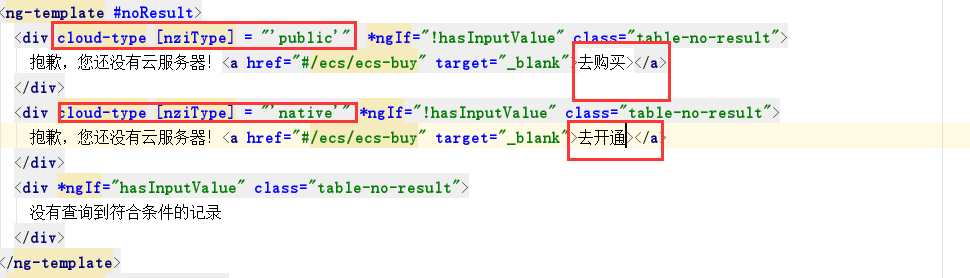 <ng-template #noResult>
<div cloud-type [nziType] = "'public'" *ngIf="!hasInputValue" class="table-no-result">
抱歉，您还没有云服务器！<a href="#/ecs/ecs-buy" target="_blank">去购买></a>
</div>
<div cloud-type [nziType] = "'native'" *ngIf="!hasInputValue" class="table-no-result">
抱歉，您还没有云服务器！<a href="#/ecs/ecs-buy" target="_blank">去开通></a>
</div>
<div *ngIf="hasInputValue" class="table-no-result">
没有查询到符合条件的记录
</div>
</ng-template>